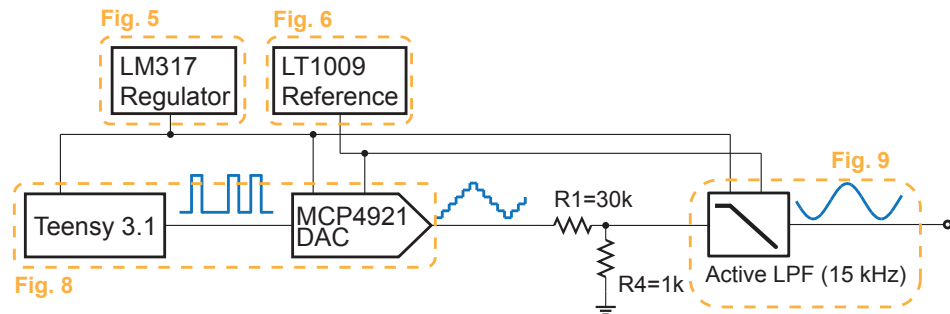 Fig. 5
Fig. 6
LM317
Regulator
LT1009
Reference
Fig. 9
Teensy 3.1
MCP4921
DAC
R1=30k
R4=1k
Active LPF (15 kHz)
Fig. 8